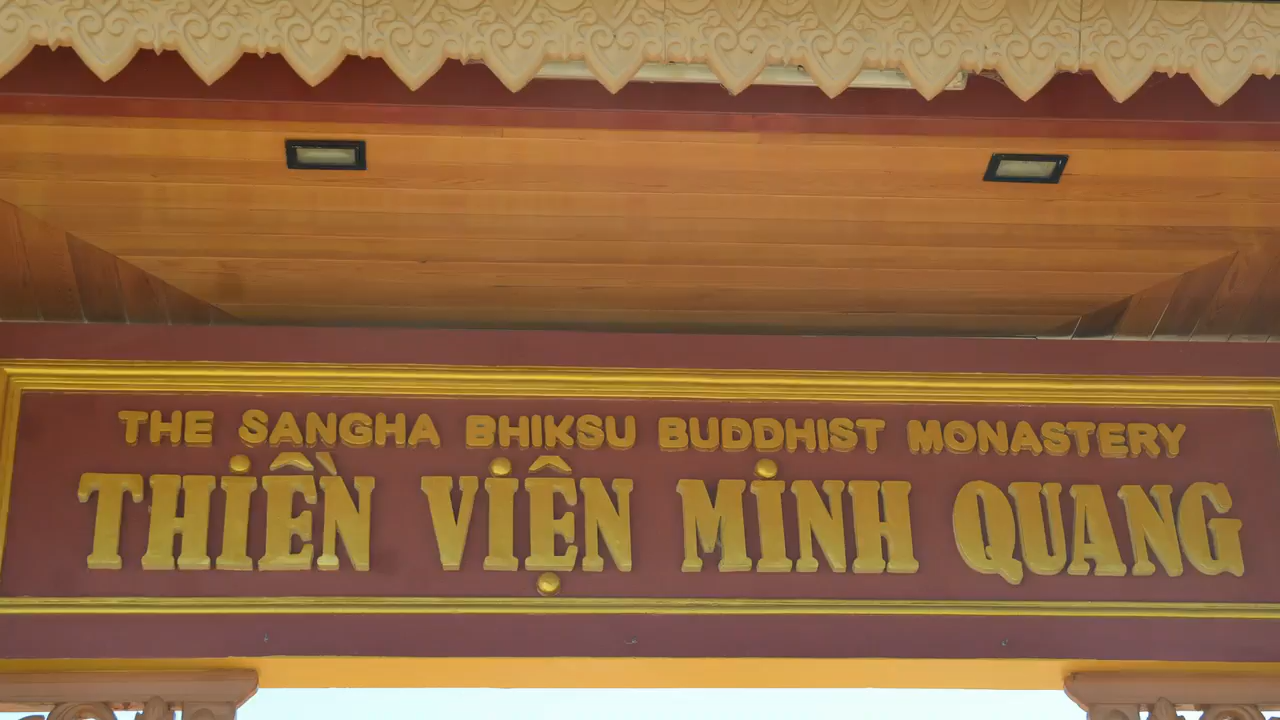 THE SANGHA BHIKSU BUDDHIST MONASTERY
THIỀN VIỆN MINH QUANG